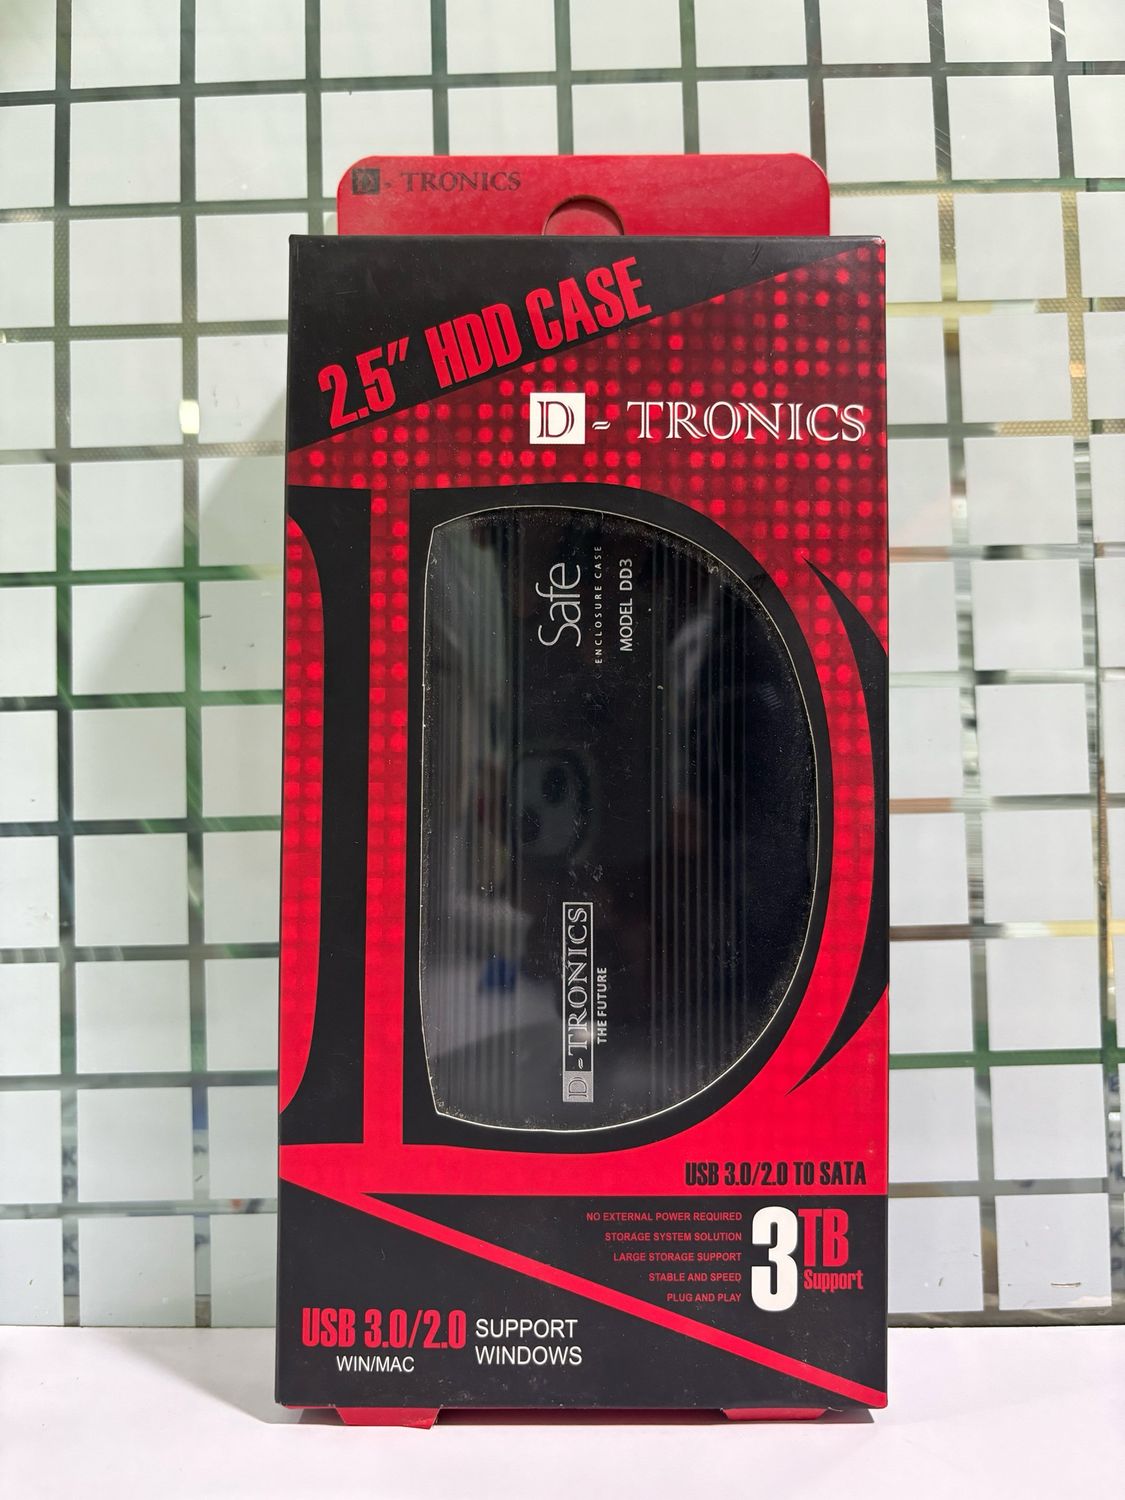 D - TRONICS
2.5" HDD CASE
D - TRONICS
Safe
ENCLOSURE CASE
MODEL DD3
D - TRONICS
THE FUTURE
USB 3.0/2.0 TO SATA
NO EXTERNAL POWER REQUIRED
STORAGE SYSTEM SOLUTION
LARGE STORAGE SUPPORT
STABLE AND SPEED
PLUG AND PLAY
3TB
Support
USB 3.0/2.0
WIN/MAC
SUPPORT
WINDOWS